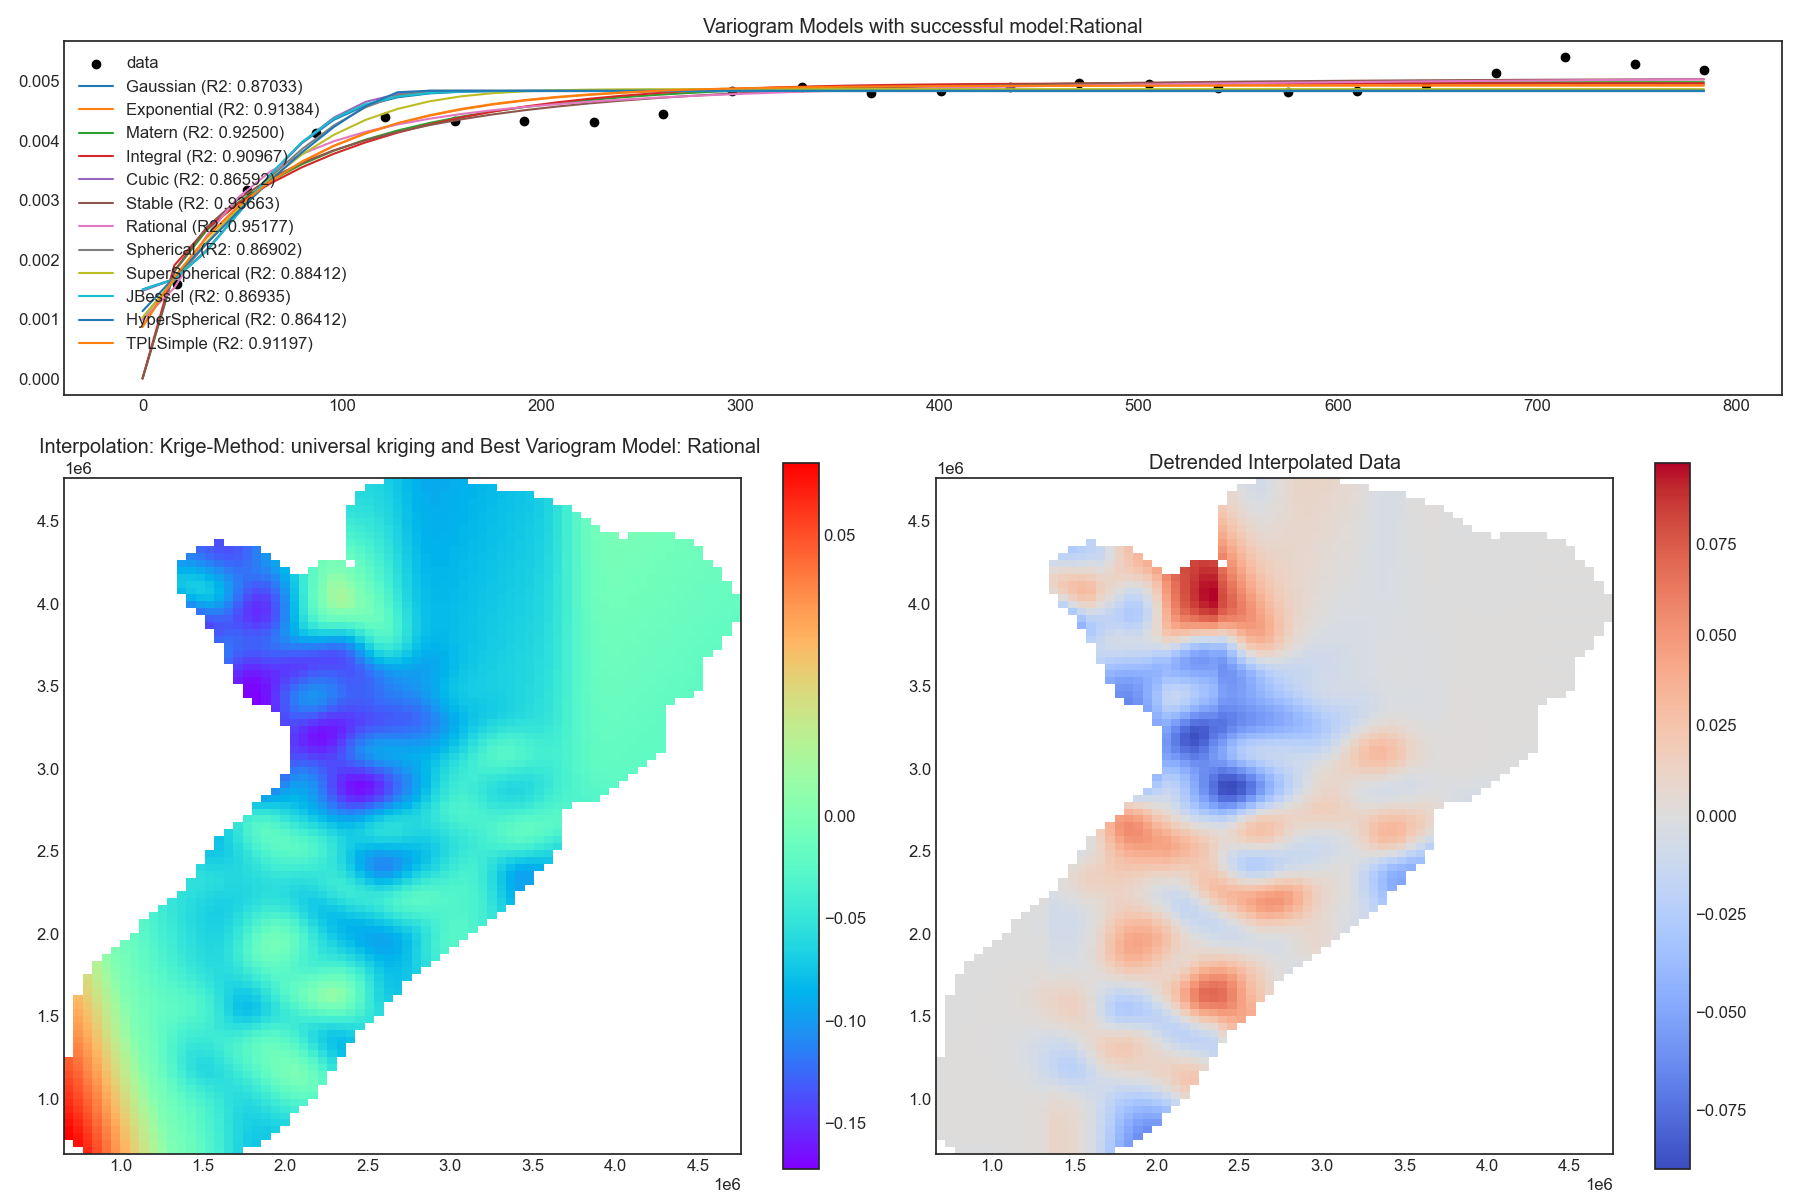 Variogram Models with successful model:Rational
data
Gaussian (R2: 0.87033)
Exponential (R2: 0.91384)
Matern (R2: 0.92500)
Integral (R2: 0.90967)
Cubic (R2: 0.86592)
Stable (R2: 0.93663)
Rational (R2: 0.95177)
Spherical (R2: 0.86902)
SuperSpherical (R2: 0.88412)
JBessel (R2: 0.86935)
HyperSpherical (R2: 0.86412)
TPLSimple (R2: 0.91197)
0.005
0.004
0.003
0.002
0.001
0.000
0 100 200 300 400 500 600 700 800
Interpolation: Krige-Method: universal kriging and Best Variogram Model: Rational
1e6
4.5
4.0
3.5
3.0
2.5
2.0
1.5
1.0
1.0 1.5 2.0 2.5 3.0 3.5 4.0 4.5
1e6
0.05
0.00
−0.05
−0.10
−0.15
Detrended Interpolated Data
1e6
4.5
4.0
3.5
3.0
2.5
2.0
1.5
1.0
1.0 1.5 2.0 2.5 3.0 3.5 4.0 4.5
1e6
0.075
0.050
0.025
0.000
−0.025
−0.050
−0.075